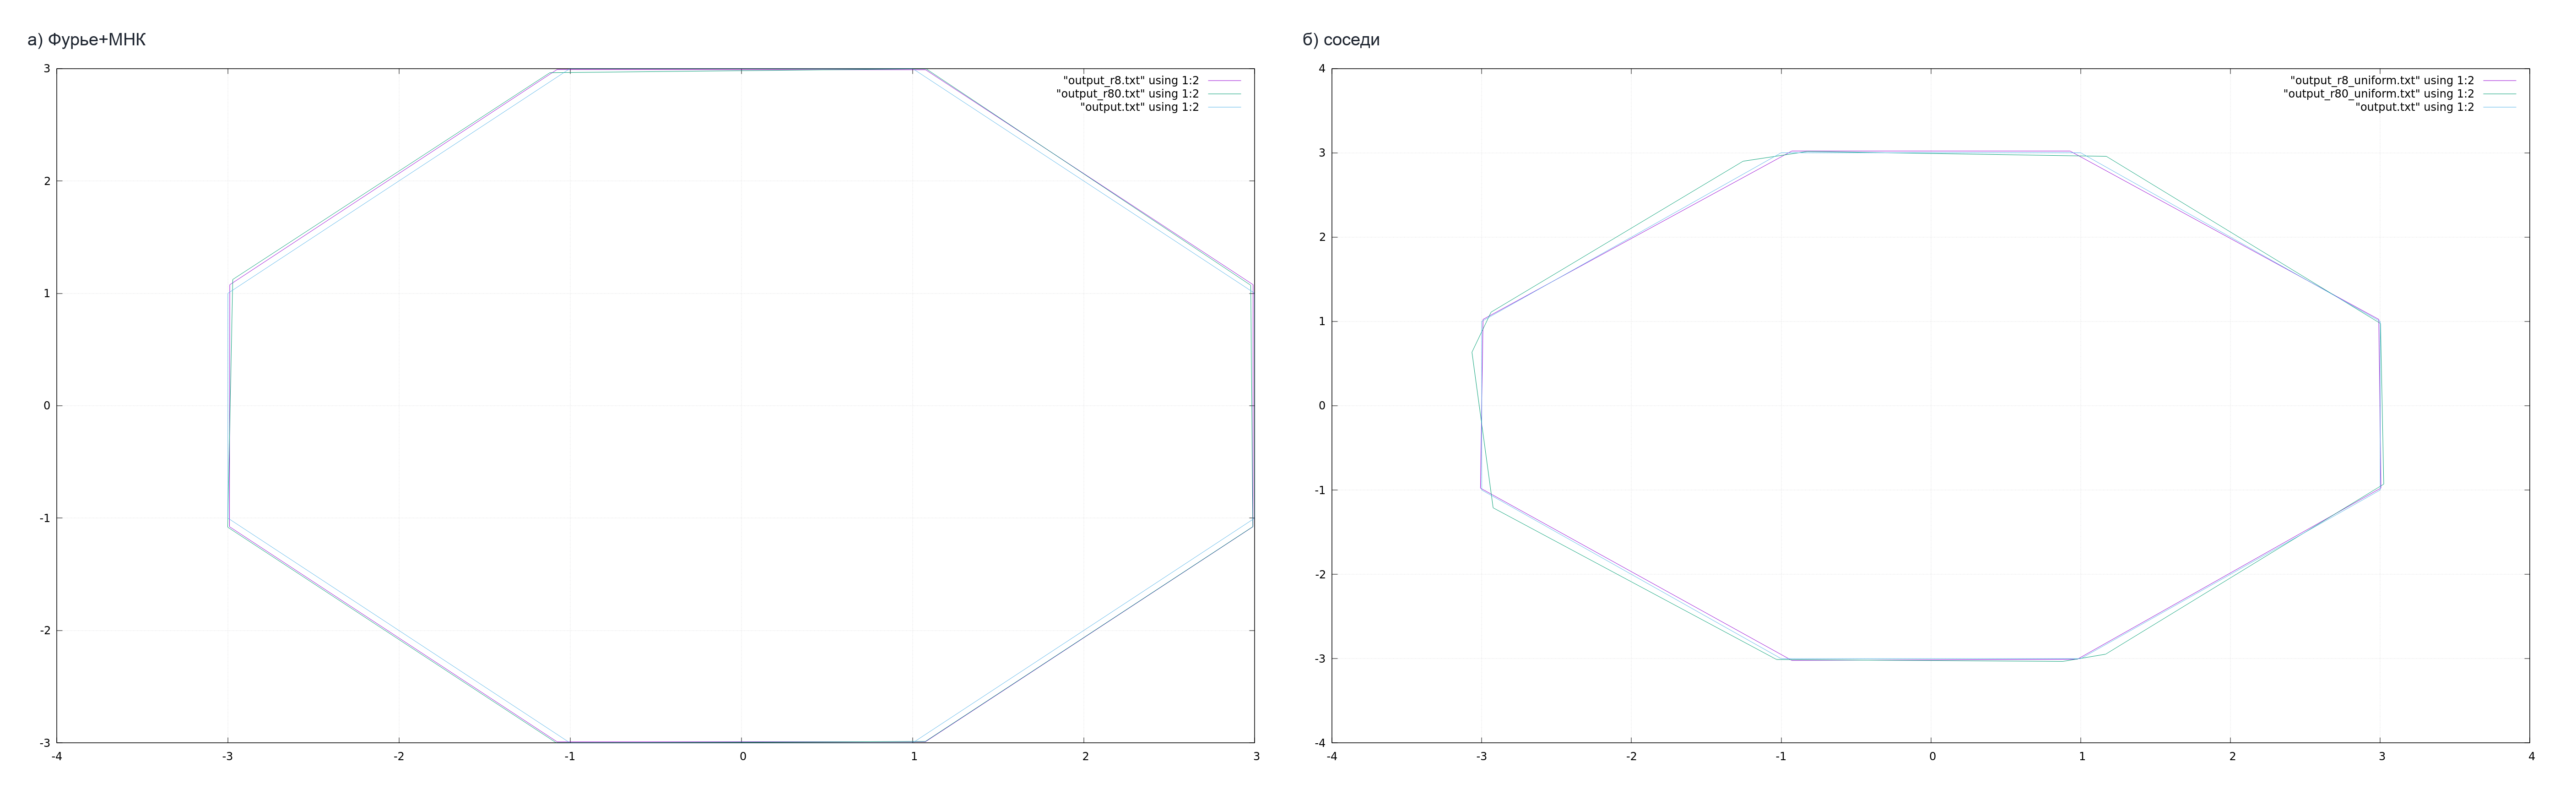 а) Фурье+МНК
"output_r8.txt" using 1:2
"output_r80.txt" using 1:2
"output.txt" using 1:2
3
2
1
0
-1
-2
-3
-4 -3 -2 -1 0 1 2 3
б) соседи
"output_r8_uniform.txt" using 1:2
"output_r80_uniform.txt" using 1:2
"output.txt" using 1:2
4
3
2
1
0
-1
-2
-3
-4
-4 -3 -2 -1 0 1 2 3 4